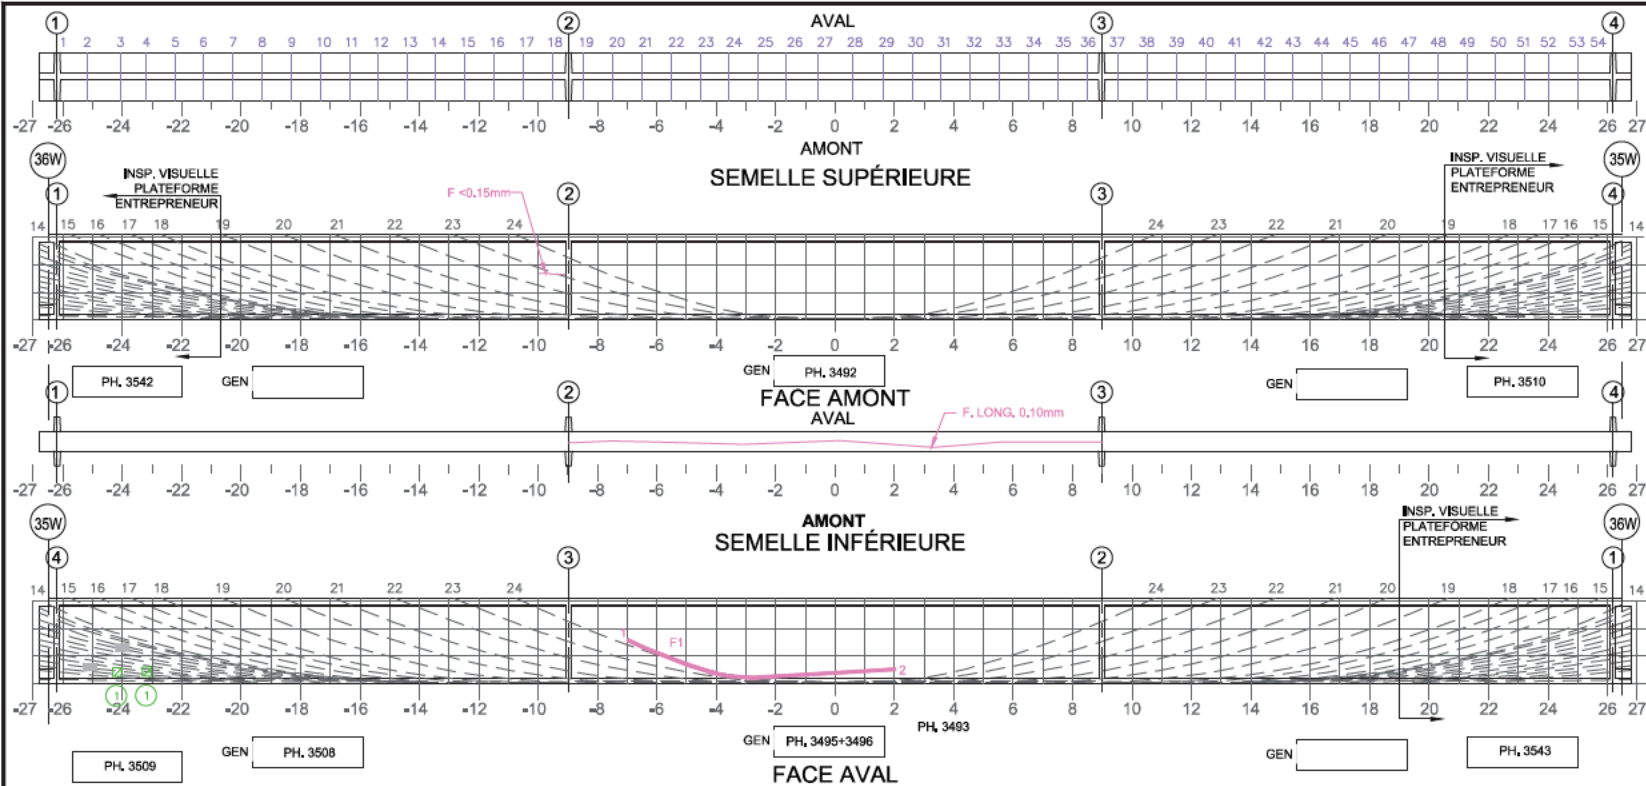 AVAL
1 2 3 4
1 2 3 4 5 6 7 8 9 10 11 12 13 14 15 16 17 18 19 20 21 22 23 24 25 26 27 28 29 30 31 32 33 34 35 36 37 38 39 40 41 42 43 44 45 46 47 48 49 50 51 52 53 54
-27 -26 -24 -22 -20 -18 -16 -14 -12 -10 -8 -6 -4 -2 0 2 4 6 8 10 12 14 16 18 20 22 24 26 27
AMONT
SEMELLE SUPÉRIEURE
36W
35W
INSP. VISUELLE
PLATEFORME
ENTREPRENEUR
F <0.15mm
INSP. VISUELLE
PLATEFORME
ENTREPRENEUR
1 2 3 4
14 15 16 17 18 19 20 21 22 23 24 24 23 22 21 20 19 18 17 16 15 14
-27 -26 -24 -22 -20 -18 -16 -14 -12 -10 -8 -6 -4 -2 0 2 4 6 8 10 12 14 16 18 20 22 24 26 27
PH. 3542
GEN
GEN PH. 3492
GEN
PH. 3510
FACE AMONT
AVAL
1 2 3 4
F. LONG. 0.10mm
-27 -26 -24 -22 -20 -18 -16 -14 -12 -10 -8 -6 -4 -2 0 2 4 6 8 10 12 14 16 18 20 22 24 26 27
AMONT
SEMELLE INFÉRIEURE
35W
36W
INSP. VISUELLE
PLATEFORME
ENTREPRENEUR
4 3 2 1
14 15 16 17 18 19 20 21 22 23 24 24 23 22 21 20 19 18 17 16 15 14
1 F1 2
1 1
-27 -26 -24 -22 -20 -18 -16 -14 -12 -10 -8 -6 -4 -2 0 2 4 6 8 10 12 14 16 18 20 22 24 26 27
PH. 3493
PH. 3509
GEN PH. 3508
GEN PH. 3495+3496
GEN
PH. 3543
FACE AVAL